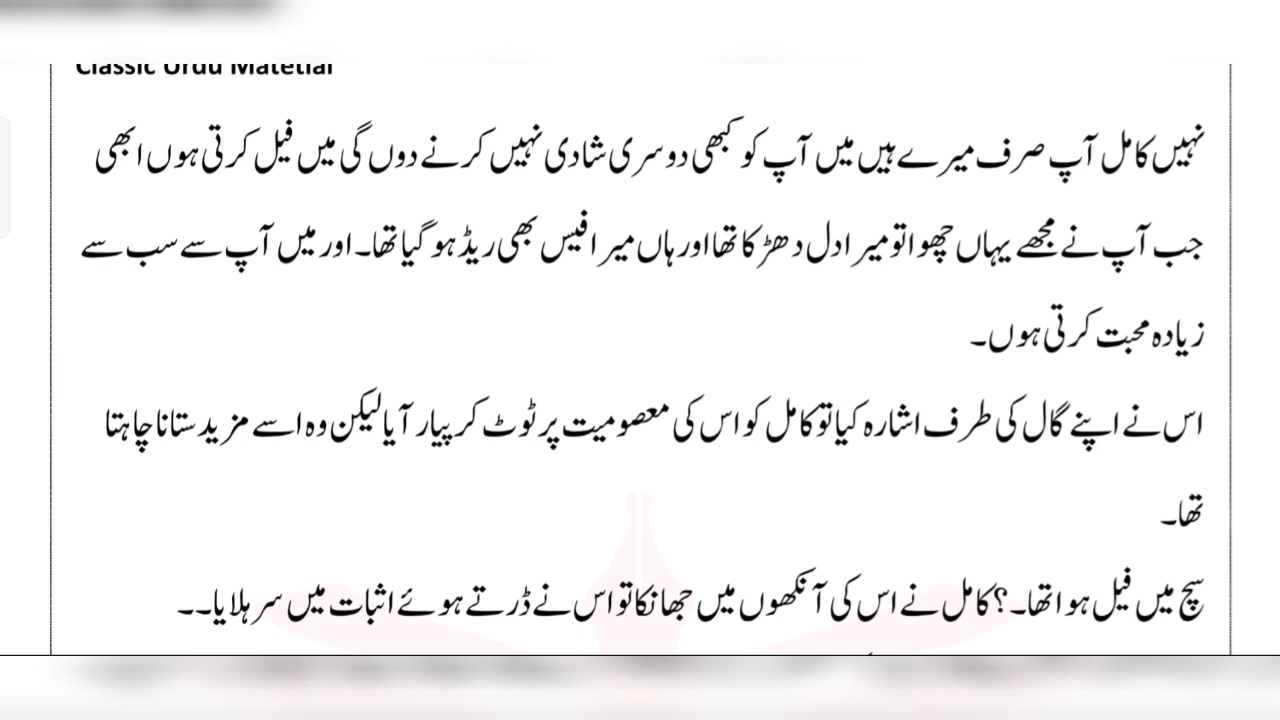 Classic Urdu Matetial
نہیں کامل آپ صرف میرے ہیں میں آپ کو کبھی دوسری شادی نہیں کرنے دوں گی میں فیل کرتی ہوں ابھی
جب آپ نے مجھے یہاں چھوا تو میرا دل دھڑکا تھا اور ہاں میرا فیس بھی ریڈ ہو گیا تھا۔ اور میں آپ سے سب سے
زیادہ محبت کرتی ہوں۔
اس نے اپنے گال کی طرف اشارہ کیا تو کامل کو اس کی معصومیت پر ٹوٹ کر پیار آیا لیکن وہ اسے مزید ستانا چاہتا
تھا۔
سچ میں فیل ہوا تھا۔؟ کامل نے اس کی آنکھوں میں جھانکا تو اس نے ڈرتے ہوئے اثبات میں سر ہلایا۔۔